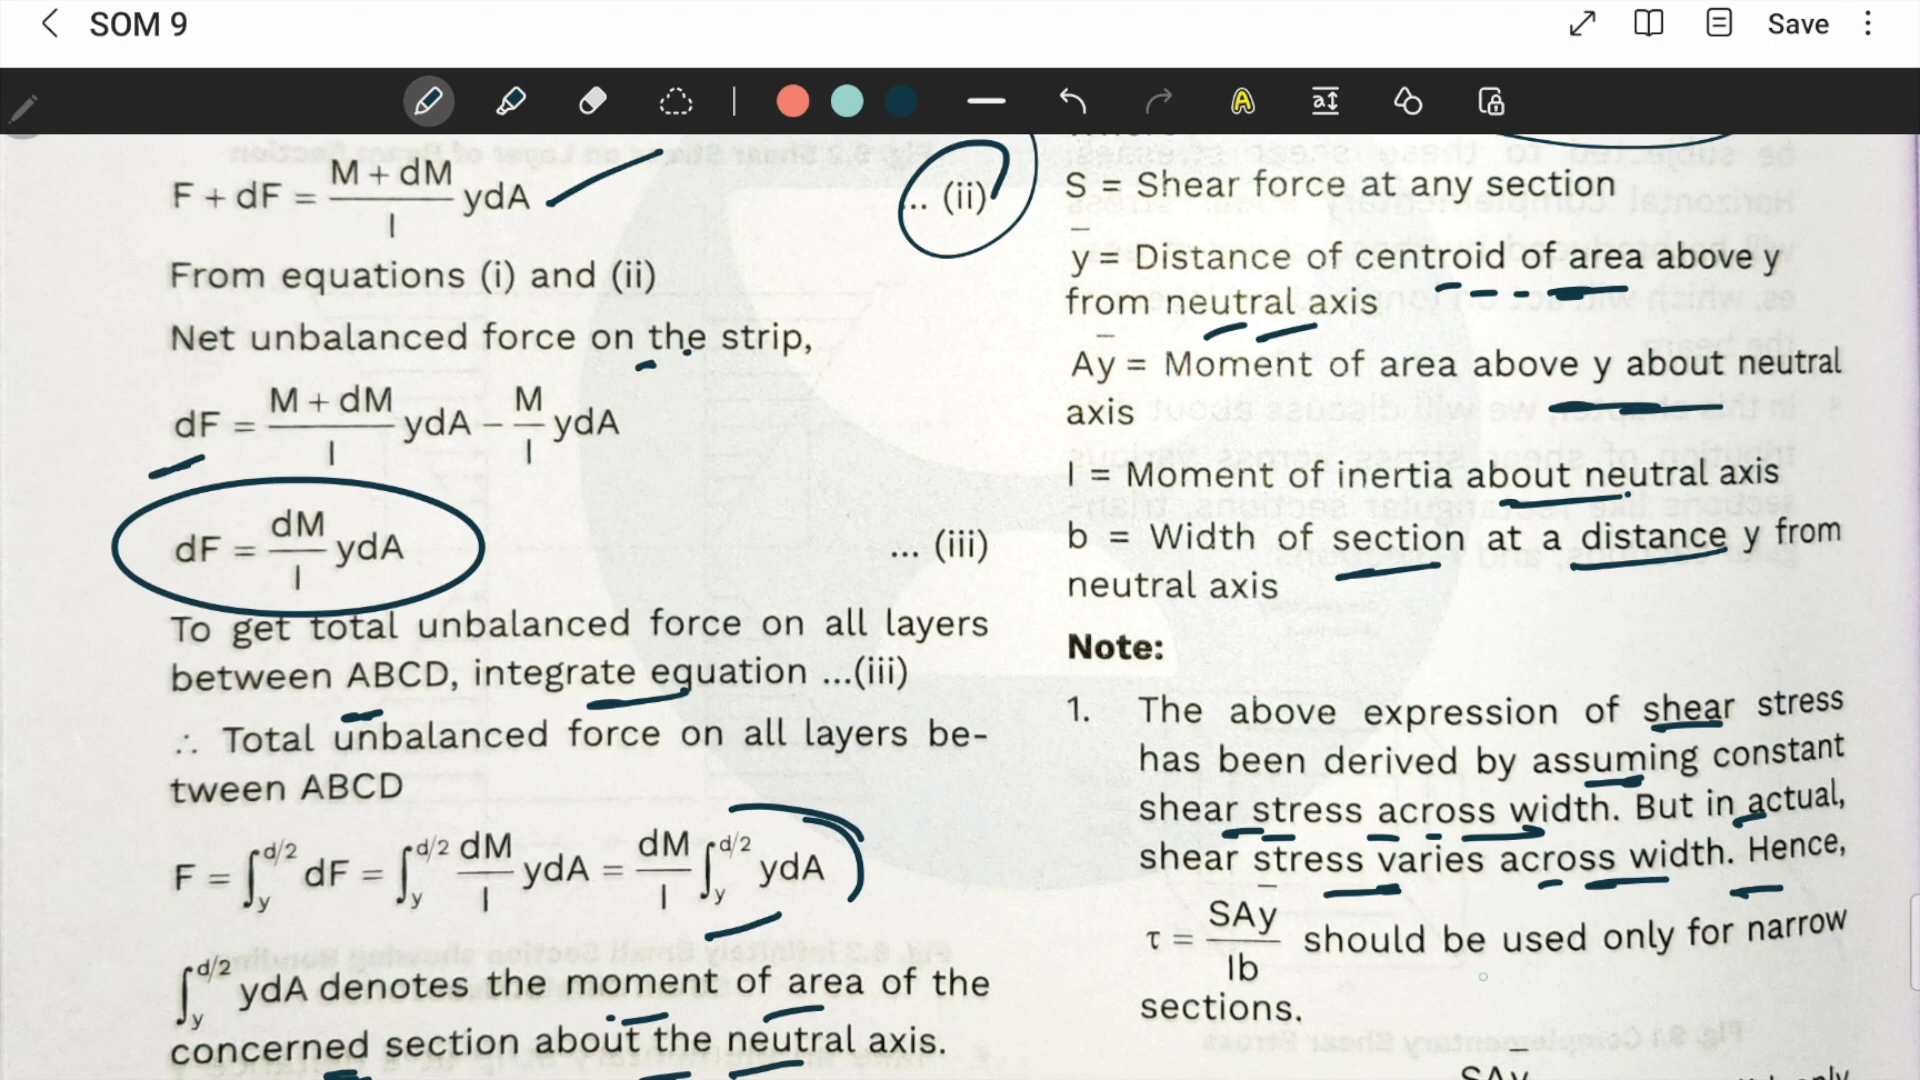 SOM 9
Save
F + dF = (M + dM)/I ydA ... (ii)
From equations (i) and (ii)
Net unbalanced force on the strip,
dF = (M + dM)/I ydA − M/I ydA
dF = dM/I ydA ... (iii)
To get total unbalanced force on all layers
between ABCD, integrate equation ...(iii)
∴ Total unbalanced force on all layers be-
tween ABCD
F = ∫_y^{d/2} dF = ∫_y^{d/2} dM/I ydA = dM/I ∫_y^{d/2} ydA
∫_y^{d/2} ydA denotes the moment of area of the
concerned section about the neutral axis.
S = Shear force at any section
ȳ = Distance of centroid of area above y
from neutral axis
Aȳ = Moment of area above y about neutral
axis
I = Moment of inertia about neutral axis
b = Width of section at a distance y from
neutral axis
Note:
1. The above expression of shear stress
has been derived by assuming constant
shear stress across width. But in actual,
shear stress varies across width. Hence,
τ = SAȳ/Ib should be used only for narrow
sections.
SAȳ